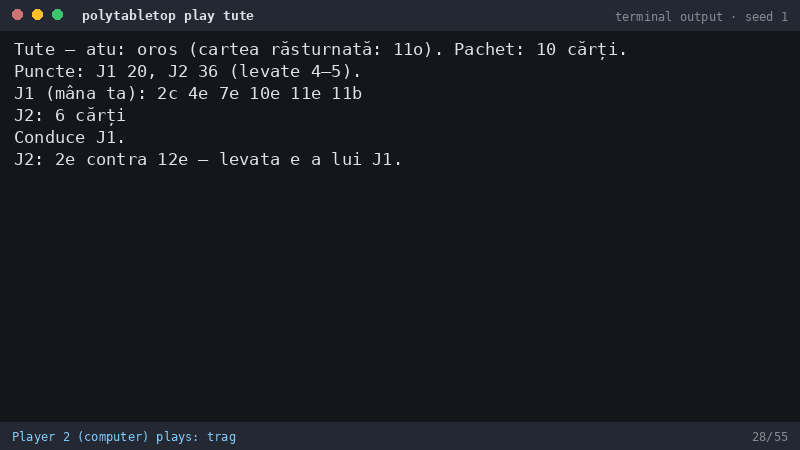 polytabletop play tute
terminal output · seed 1
Tute — atu: oros (cartea răsturnată: 11o). Pachet: 10 cărți.
Puncte: J1 20, J2 36 (levate 4–5).
J1 (mâna ta): 2c 4e 7e 10e 11e 11b
J2: 6 cărți
Conduce J1.
J2: 2e contra 12e — levata e a lui J1.
Player 2 (computer) plays: trag
28/55